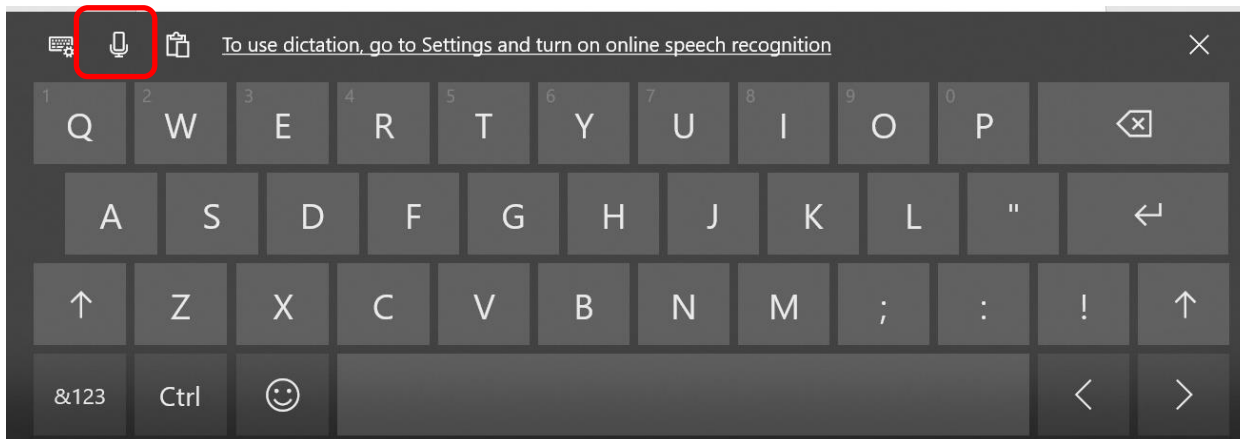 To use dictation, go to Settings and turn on online speech recognition
1 2 3 4 5 6 7 8 9 0
Q W E R T Y U I O P
A S D F G H J K L "
Z X C V B N M ; : !
&123 Ctrl